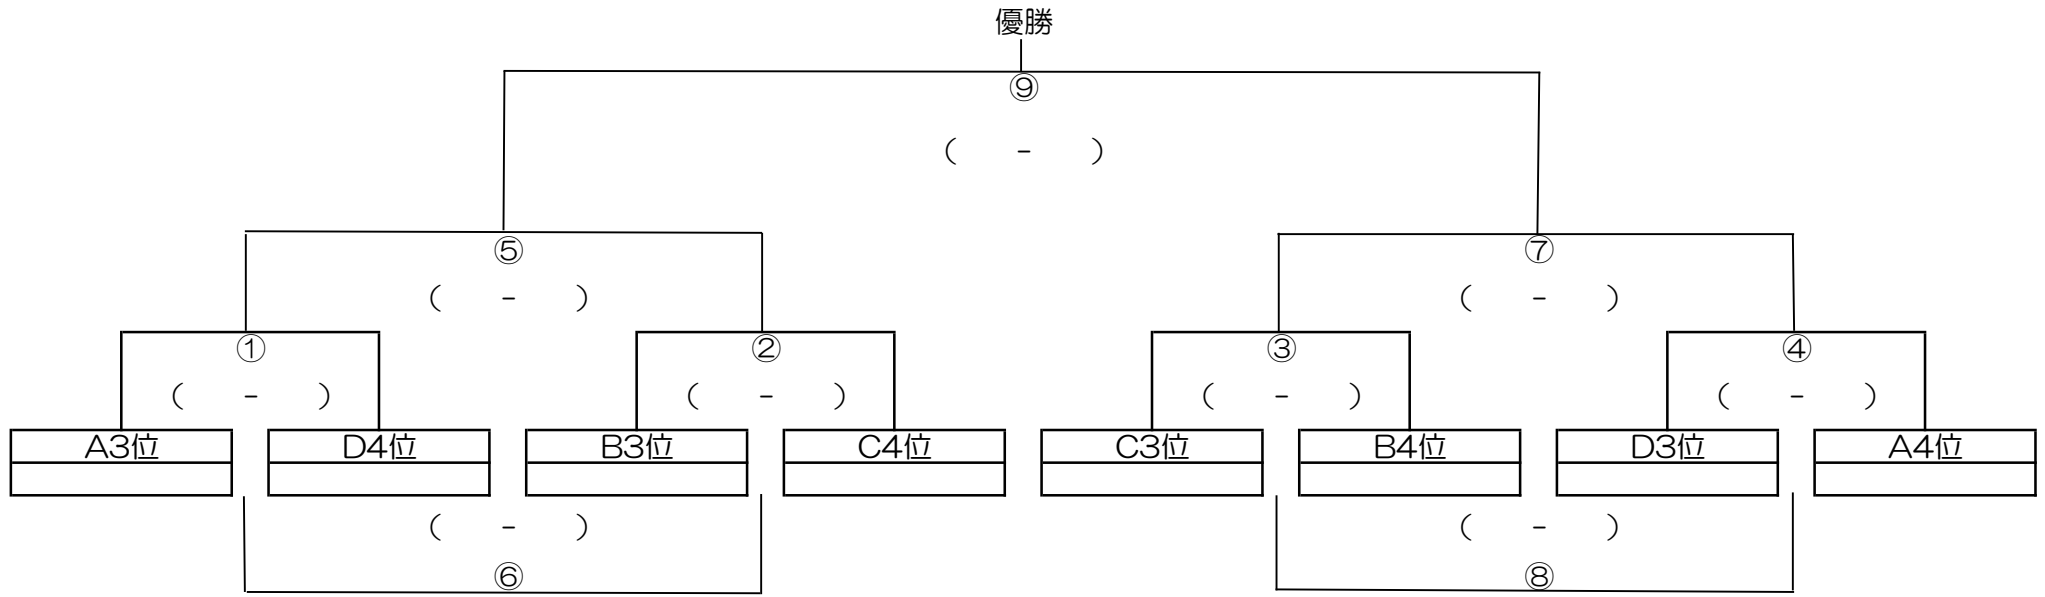 優勝
⑨
( - )
⑤ ⑦
( - ) ( - )
① ② ③ ④
( - ) ( - ) ( - ) ( - )
A3位 D4位 B3位 C4位 C3位 B4位 D3位 A4位
( - ) ( - )
⑥ ⑧